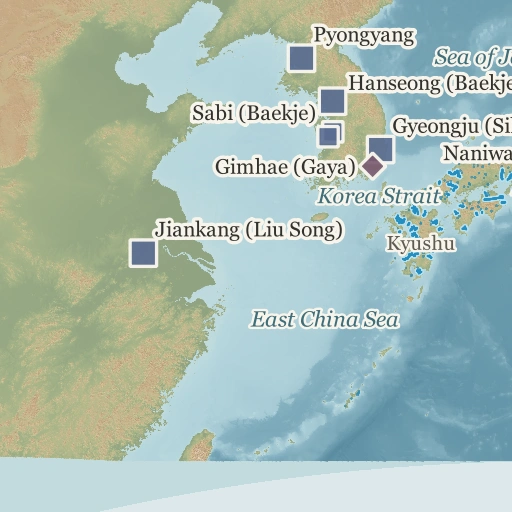 Pyongyang
Sea of J
Hanseong (Baekje
Sabi (Baekje)
Gyeongju (Sil
Naniwa
Gimhae (Gaya)
Korea Strait
Jiankang (Liu Song)
Kyushu
East China Sea